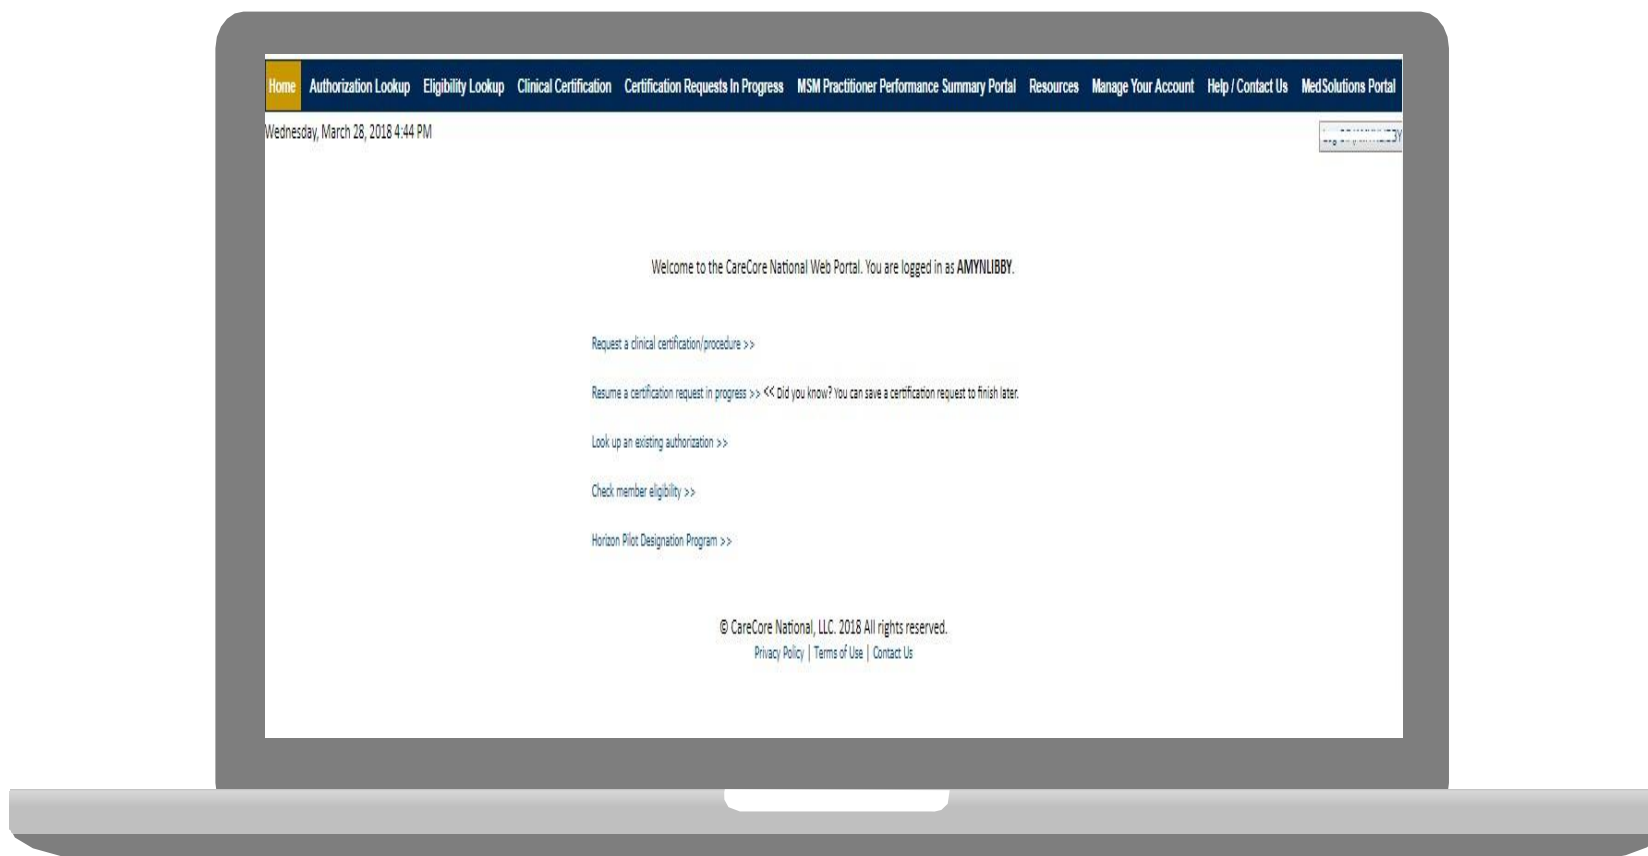 Home Authorization Lookup Eligibility Lookup Clinical Certification Certification Requests In Progress MSM Practitioner Performance Summary Portal Resources Manage Your Account Help / Contact Us MedSolutions Portal
Wednesday, March 28, 2018 4:44 PM
Welcome to the CareCore National Web Portal. You are logged in as AMYNLIBBY.
Request a clinical certification/procedure >>
Resume a certification request in progress >> << Did you know? You can save a certification request to finish later.
Look up an existing authorization >>
Check member eligibility >>
Horizon Pilot Designation Program >>
© CareCore National, LLC. 2018 All rights reserved.
Privacy Policy | Terms of Use | Contact Us